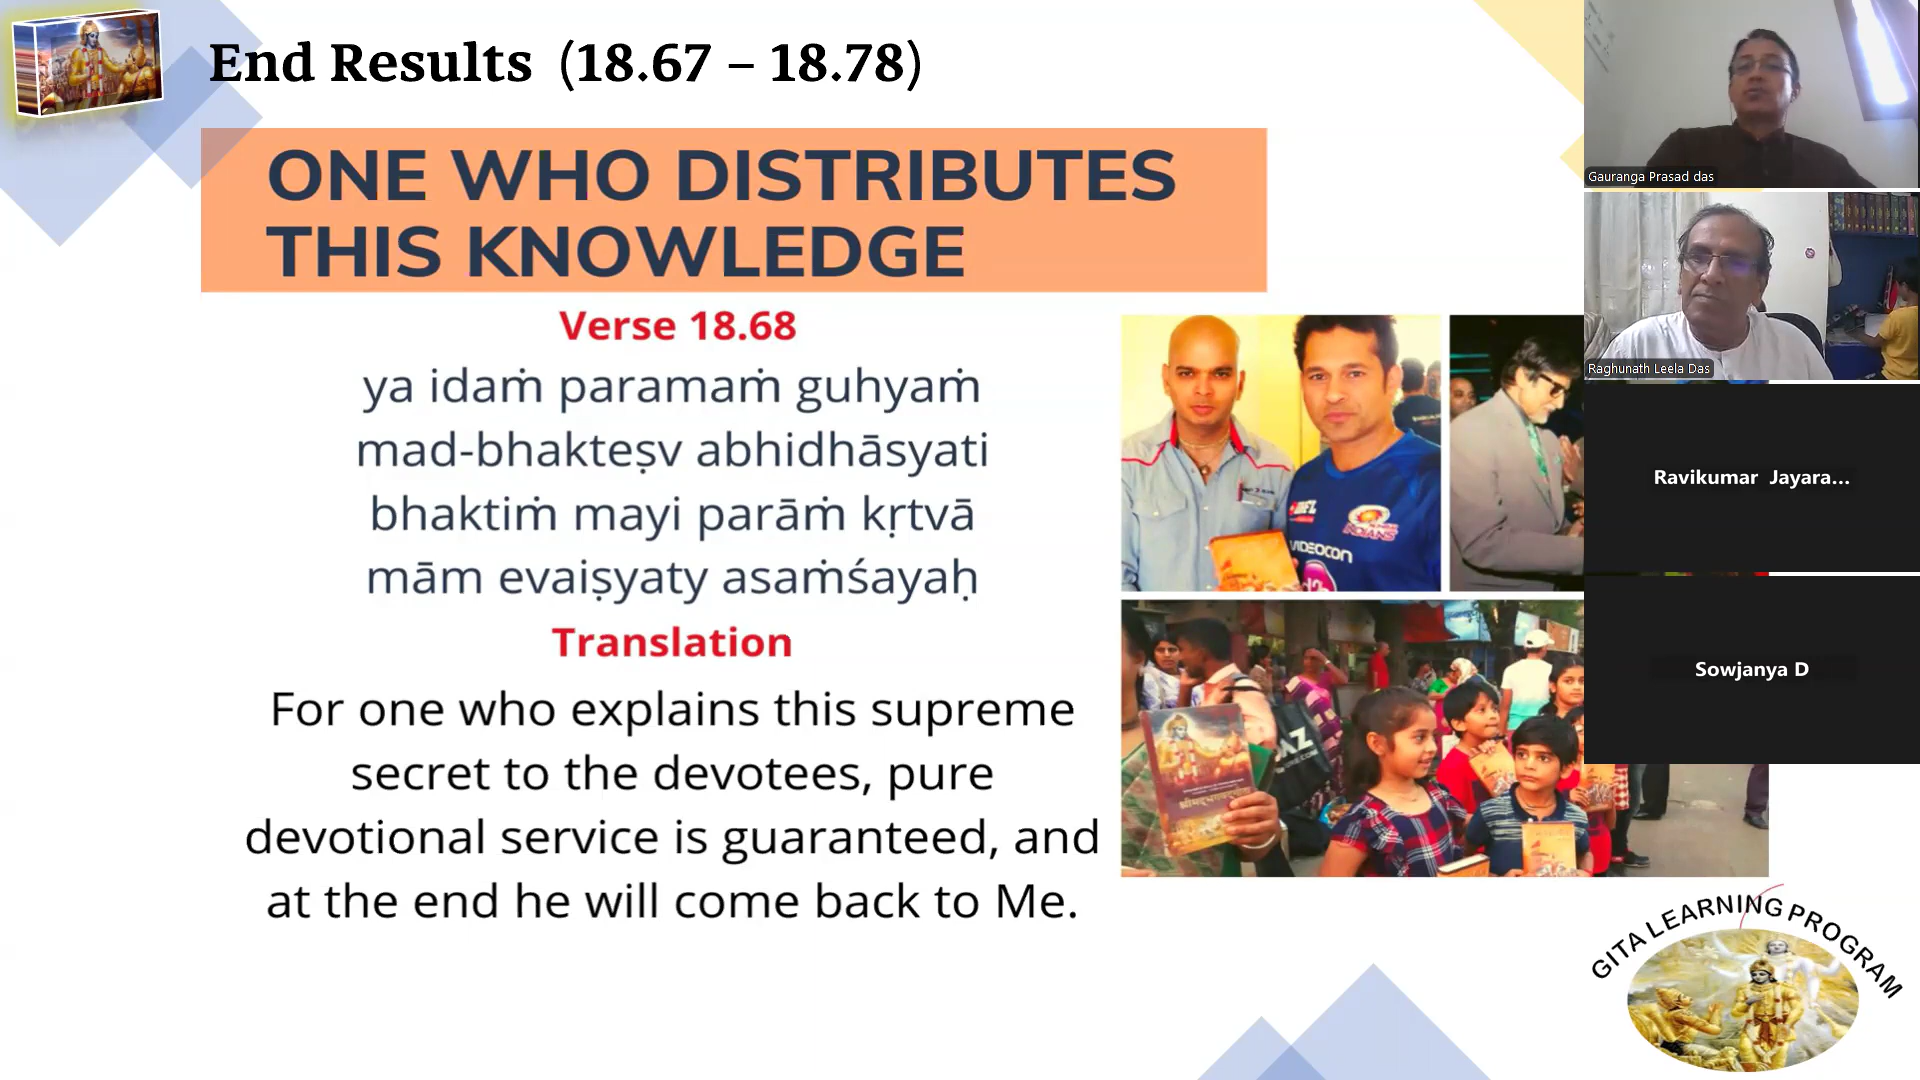 End Results (18.67 – 18.78)
ONE WHO DISTRIBUTES
THIS KNOWLEDGE
Verse 18.68
ya idaṁ paramaṁ guhyaṁ
mad-bhakteṣv abhidhāsyati
bhaktiṁ mayi parāṁ kṛtvā
mām evaiṣyaty asaṁśayaḥ
Translation
For one who explains this supreme
secret to the devotees, pure
devotional service is guaranteed, and
at the end he will come back to Me.
Gauranga Prasad das
Raghunath Leela Das
Ravikumar Jayara...
Sowjanya D
VIDEOCON
INDIANS
GITA LEARNING PROGRAM